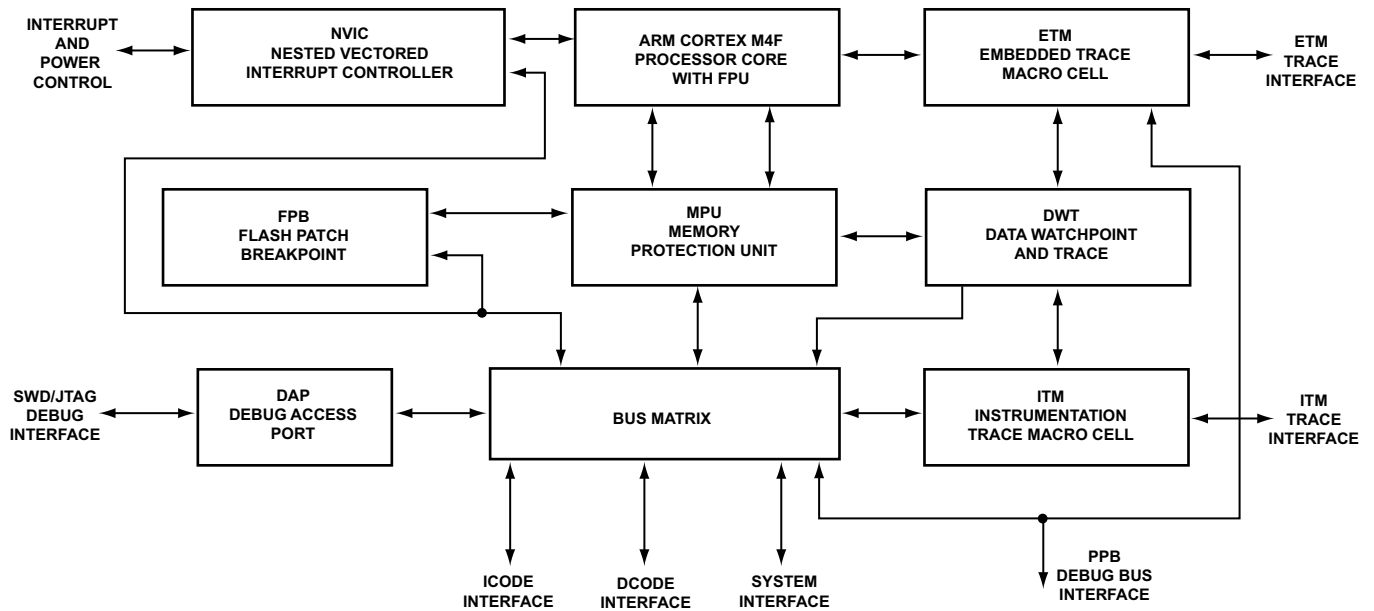 INTERRUPT
AND
POWER
CONTROL
NVIC
NESTED VECTORED
INTERRUPT CONTROLLER
ARM CORTEX M4F
PROCESSOR CORE
WITH FPU
ETM
EMBEDDED TRACE
MACRO CELL
ETM
TRACE
INTERFACE
FPB
FLASH PATCH
BREAKPOINT
MPU
MEMORY
PROTECTION UNIT
DWT
DATA WATCHPOINT
AND TRACE
SWD/JTAG
DEBUG
INTERFACE
DAP
DEBUG ACCESS
PORT
BUS MATRIX
ITM
INSTRUMENTATION
TRACE MACRO CELL
ITM
TRACE
INTERFACE
ICODE
INTERFACE
DCODE
INTERFACE
SYSTEM
INTERFACE
PPB
DEBUG BUS
INTERFACE